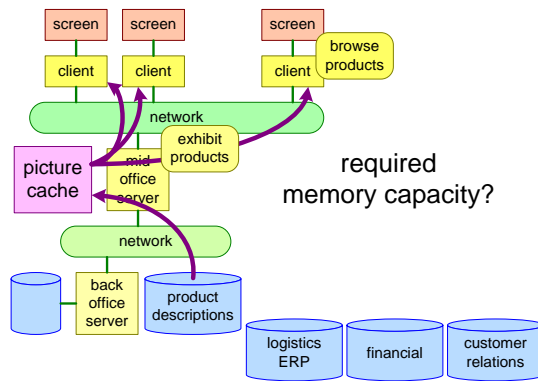 screen
screen
screen
browse
products
client
client
client
network
exhibit
products
picture
cache
mid
office
server
required
memory capacity?
network
back
office
server
product
descriptions
logistics
ERP
financial
customer
relations